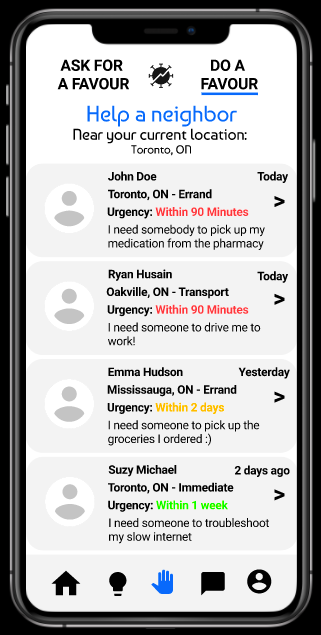 ASK FOR
A FAVOUR
DO A
FAVOUR
Help a neighbor
Near your current location:
Toronto, ON
John Doe Today
Toronto, ON - Errand
Urgency: Within 90 Minutes
>
I need somebody to pick up my
medication from the pharmacy
Ryan Husain Today
Oakville, ON - Transport
Urgency: Within 90 Minutes
>
I need someone to drive me to
work!
Emma Hudson Yesterday
Mississauga, ON - Errand
Urgency: Within 2 days
>
I need someone to pick up the
groceries I ordered :)
Suzy Michael 2 days ago
Toronto, ON - Immediate
Urgency: Within 1 week
>
I need someone to troubleshoot
my slow internet